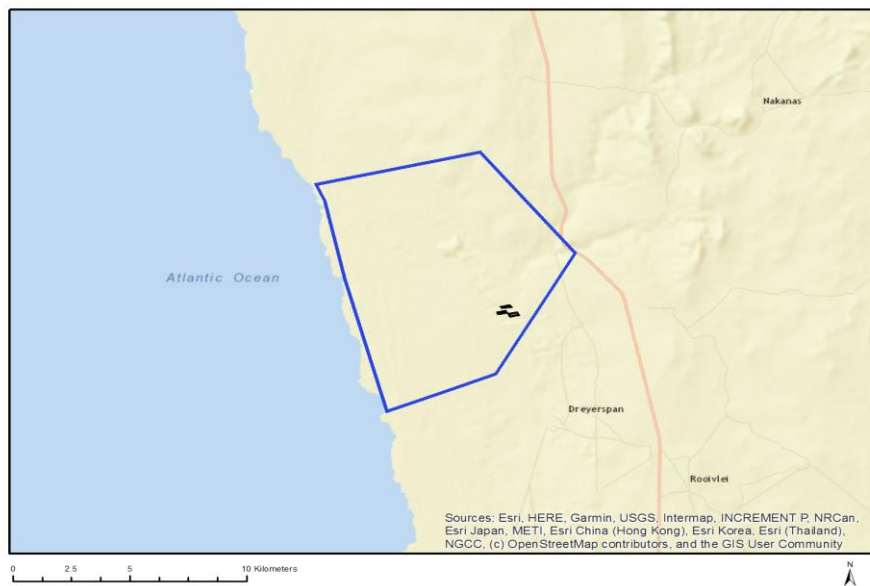 Nakanas
Atlantic Ocean
Dreyerspan
Rooivlei
Sources: Esri, HERE, Garmin, USGS, Intermap, INCREMENT P, NRCan,
Esri Japan, METI, Esri China (Hong Kong), Esri Korea, Esri (Thailand),
NGCC, (c) OpenStreetMap contributors, and the GIS User Community
0 2.5 5 10 Kilometers
N